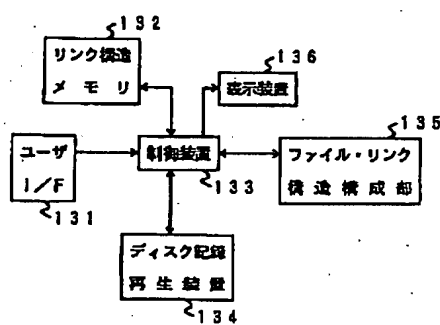 132
リンク構造
メモリ
136
表示装置
135
ユーザ
I/F
131
制御装置
133
ファイル・リンク
構造構成部
ディスク記録
再生装置
134